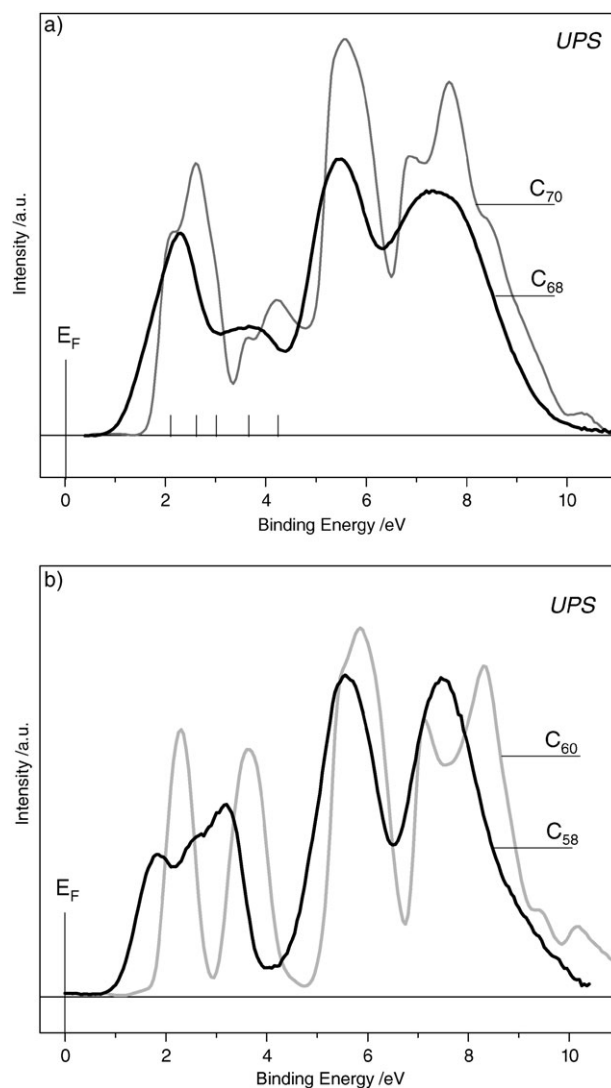 a)
UPS
Intensity /a.u.
C70
C68
EF
0 2 4 6 8 10
Binding Energy /eV
b)
UPS
Intensity /a.u.
C60
C58
EF
0 2 4 6 8 10
Binding Energy /eV